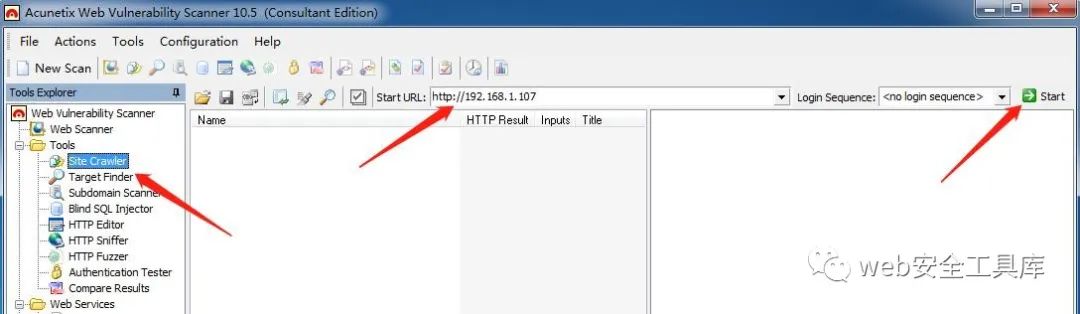 Acunetix Web Vulnerability Scanner 10.5 (Consultant Edition)
File Actions Tools Configuration Help
New Scan
Tools Explorer
Start URL: http://192.168.1.107 Login Sequence: <no login sequence> Start
Web Vulnerability Scanner
Name HTTP Result Inputs Title
Web Scanner
Tools
Site Crawler
Target Finder
Subdomain Scanner
Blind SQL Injector
HTTP Editor
HTTP Sniffer
HTTP Fuzzer
Authentication Tester
Compare Results
Web Services
web安全工具库